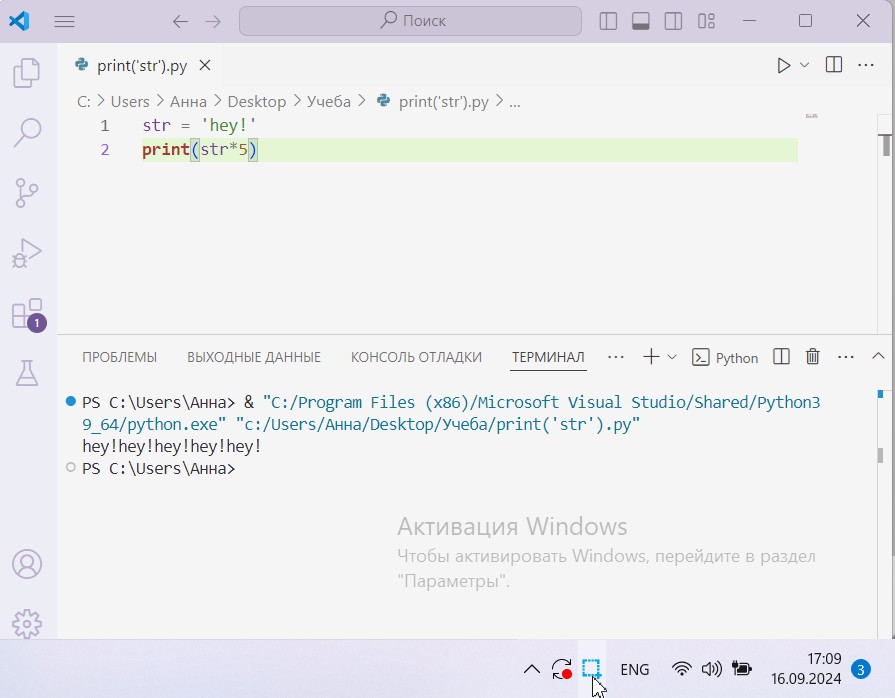 Поиск
print('str').py
C: > Users > Анна > Desktop > Учеба > print('str').py > ...
1 str = 'hey!'
2 print(str*5)
1
ПРОБЛЕМЫ ВЫХОДНЫЕ ДАННЫЕ КОНСОЛЬ ОТЛАДКИ ТЕРМИНАЛ ... Python ...
PS C:\Users\Анна> & "C:/Program Files (x86)/Microsoft Visual Studio/Shared/Python3
9_64/python.exe" "c:/Users/Анна/Desktop/Учеба/print('str').py"
hey!hey!hey!hey!hey!
PS C:\Users\Анна>
Активация Windows
Чтобы активировать Windows, перейдите в раздел
"Параметры".
ENG
17:09
16.09.2024
3